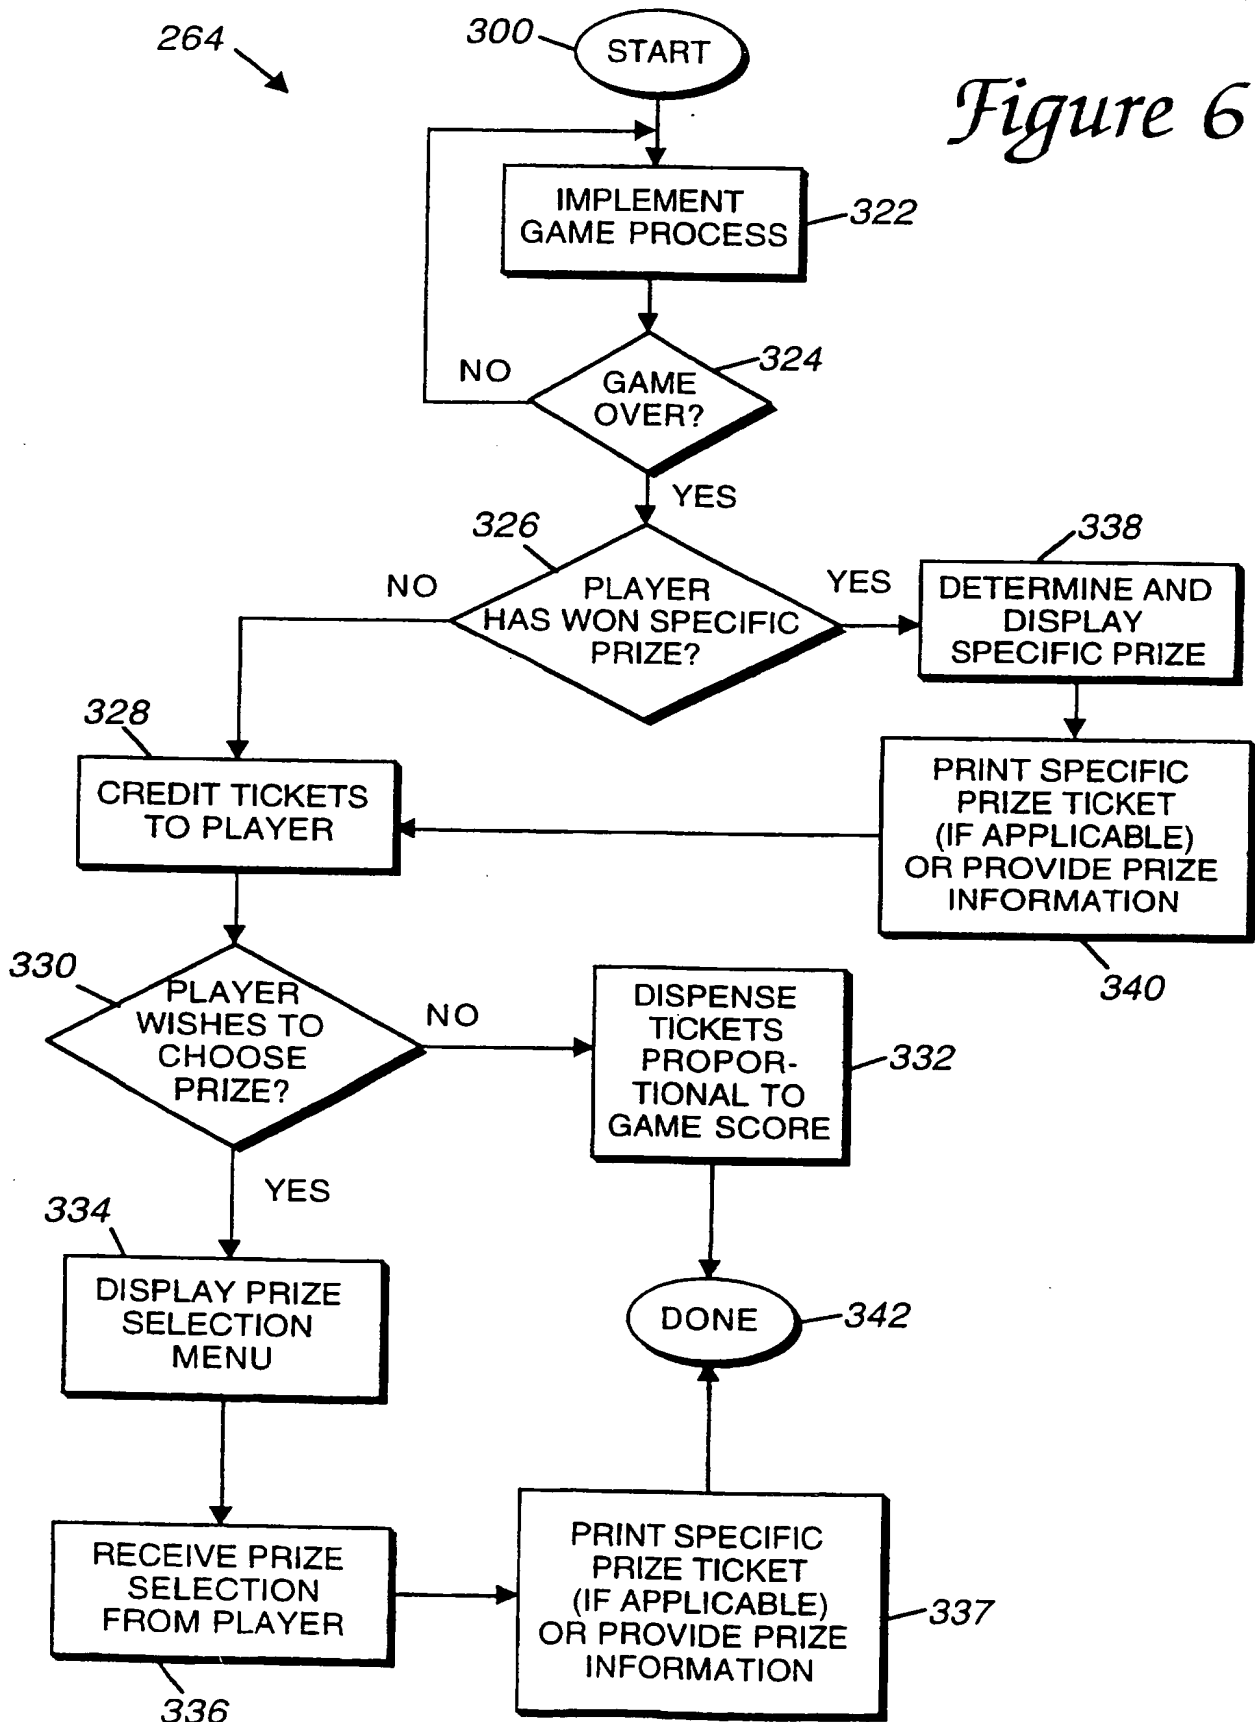 264
300
START
Figure 6
IMPLEMENT
GAME PROCESS
322
NO
GAME
OVER?
324
YES
326
NO
PLAYER
HAS WON SPECIFIC
PRIZE?
YES
338
DETERMINE AND
DISPLAY
SPECIFIC PRIZE
328
CREDIT TICKETS
TO PLAYER
PRINT SPECIFIC
PRIZE TICKET
(IF APPLICABLE)
OR PROVIDE PRIZE
INFORMATION
340
330
PLAYER
WISHES TO
CHOOSE
PRIZE?
NO
DISPENSE
TICKETS
PROPOR-
TIONAL TO
GAME SCORE
332
YES
334
DISPLAY PRIZE
SELECTION
MENU
DONE
342
RECEIVE PRIZE
SELECTION
FROM PLAYER
336
PRINT SPECIFIC
PRIZE TICKET
(IF APPLICABLE)
OR PROVIDE PRIZE
INFORMATION
337